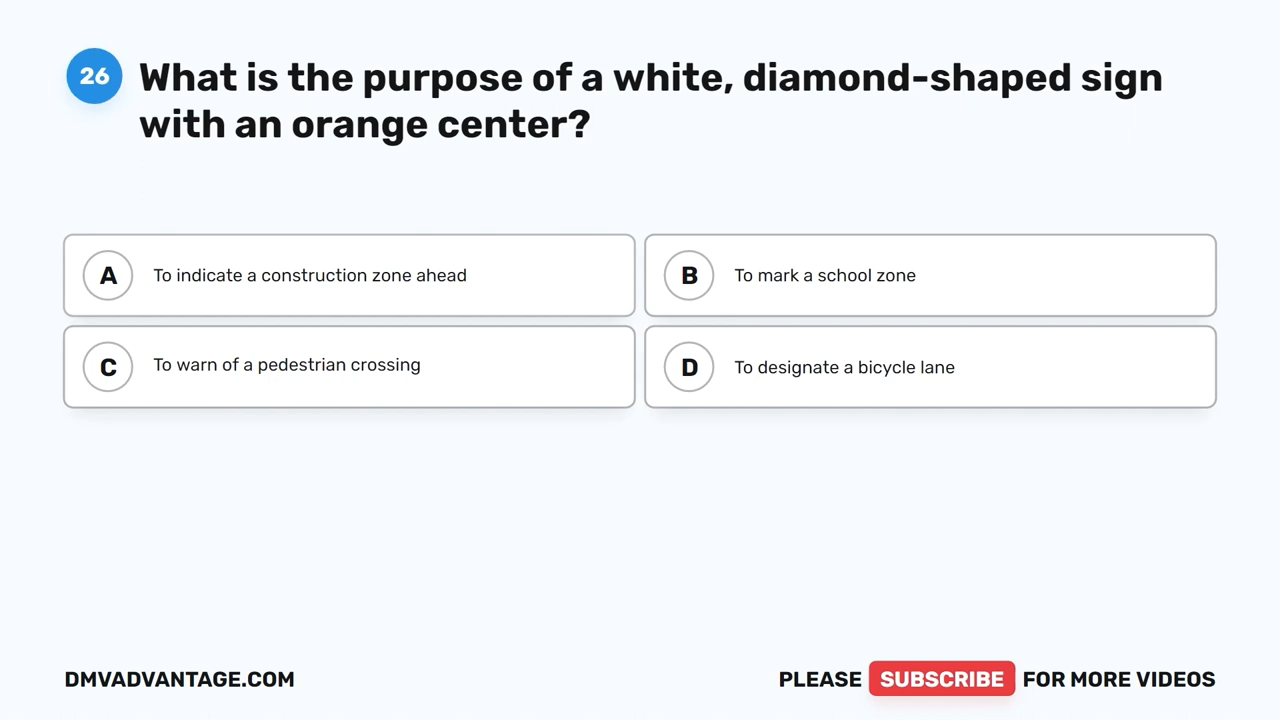 26
What is the purpose of a white, diamond-shaped sign
with an orange center?
A To indicate a construction zone ahead
B To mark a school zone
C To warn of a pedestrian crossing
D To designate a bicycle lane
DMVADVANTAGE.COM
PLEASE SUBSCRIBE FOR MORE VIDEOS